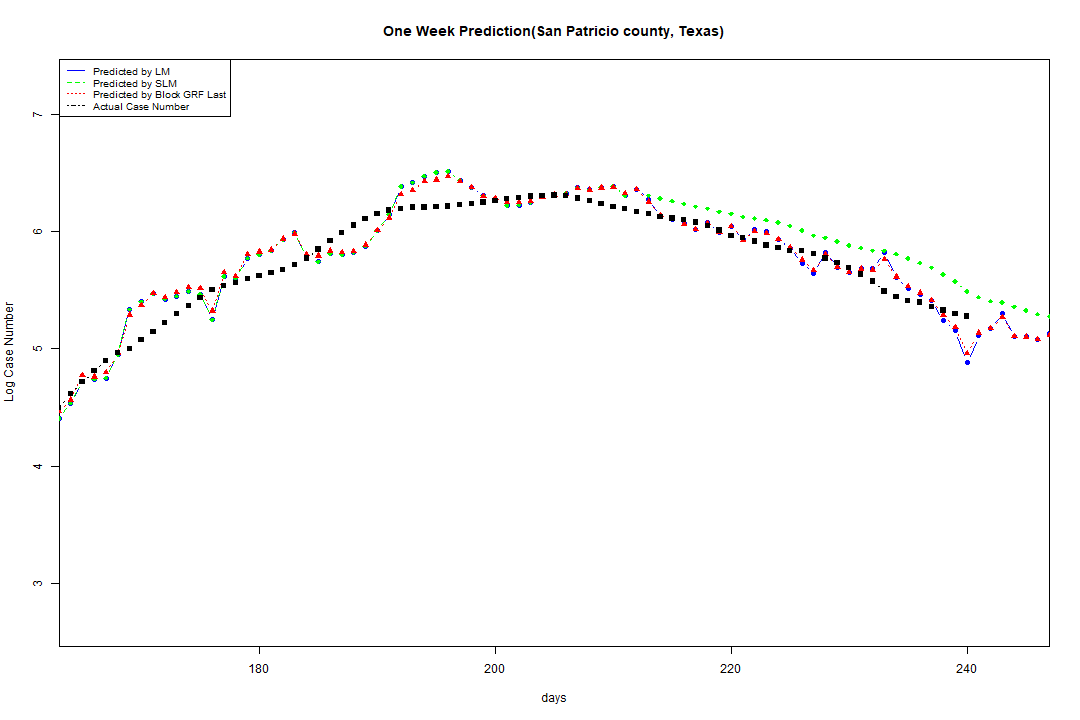 One Week Prediction(San Patricio county, Texas)
Predicted by LM
Predicted by SLM
Predicted by Block GRF Last
Actual Case Number
7
6
5
4
3
Log Case Number
180 200 220 240
days